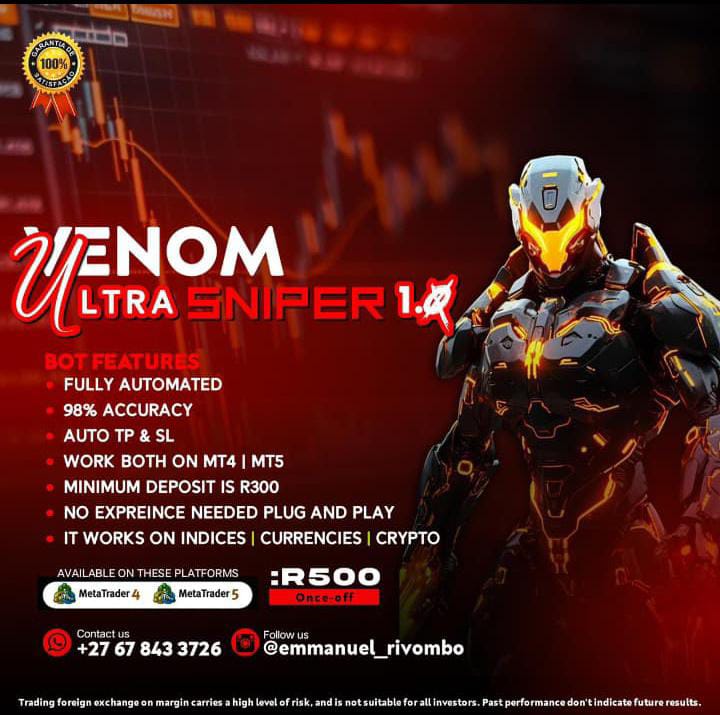 GARANTIA DE
100%
SATISFAÇÃO
VENOM
ULTRA SNIPER 1.0
BOT FEATURES
• FULLY AUTOMATED
• 98% ACCURACY
• AUTO TP & SL
• WORK BOTH ON MT4 | MT5
• MINIMUM DEPOSIT IS R300
• NO EXPREINCE NEEDED PLUG AND PLAY
• IT WORKS ON INDICES | CURRENCIES | CRYPTO
AVAILABLE ON THESE PLATFORMS
MetaTrader 4 MetaTrader 5
:R500
Once-off
Contact us
+27 67 843 3726
Follow us
@emmanuel_rivombo
Trading foreign exchange on margin carries a high level of risk, and is not suitable for all investors. Past performance don't indicate future results.